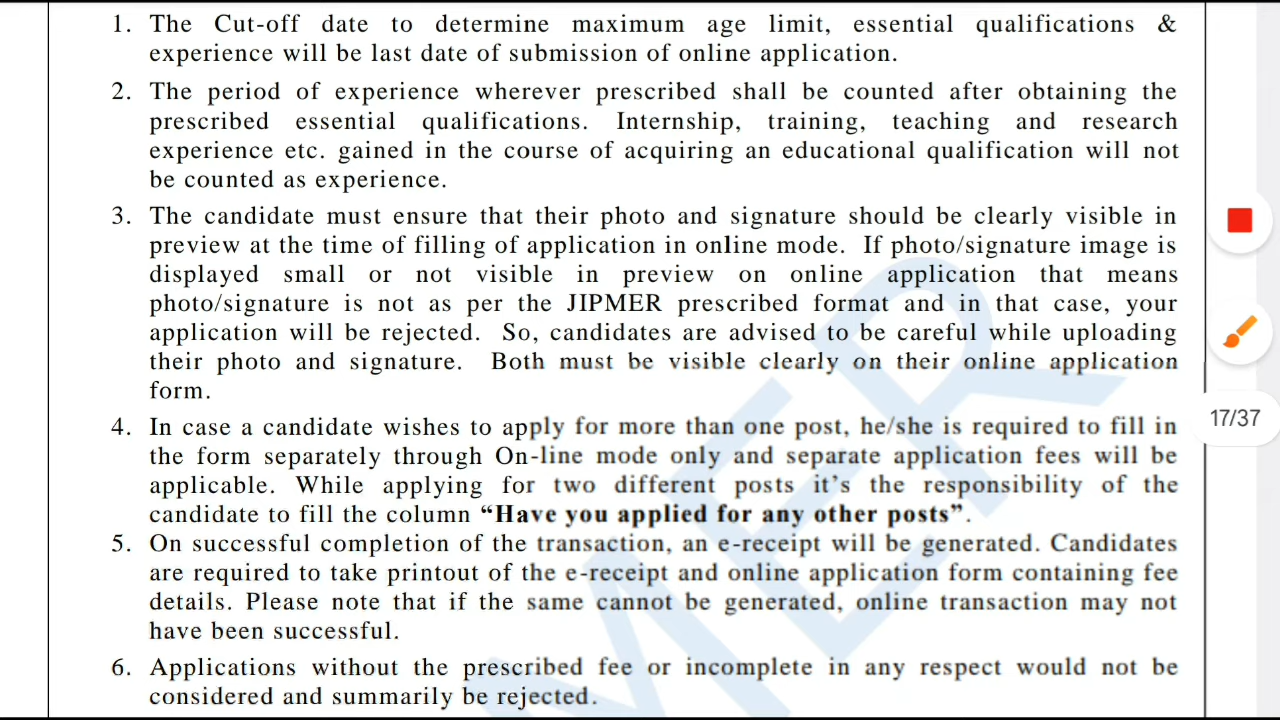 1. The Cut-off date to determine maximum age limit, essential qualifications &
experience will be last date of submission of online application.
2. The period of experience wherever prescribed shall be counted after obtaining the
prescribed essential qualifications. Internship, training, teaching and research
experience etc. gained in the course of acquiring an educational qualification will not
be counted as experience.
3. The candidate must ensure that their photo and signature should be clearly visible in
preview at the time of filling of application in online mode. If photo/signature image is
displayed small or not visible in preview on online application that means
photo/signature is not as per the JIPMER prescribed format and in that case, your
application will be rejected. So, candidates are advised to be careful while uploading
their photo and signature. Both must be visible clearly on their online application
form.
4. In case a candidate wishes to apply for more than one post, he/she is required to fill in
the form separately through On-line mode only and separate application fees will be
applicable. While applying for two different posts it's the responsibility of the
candidate to fill the column “Have you applied for any other posts”.
5. On successful completion of the transaction, an e-receipt will be generated. Candidates
are required to take printout of the e-receipt and online application form containing fee
details. Please note that if the same cannot be generated, online transaction may not
have been successful.
6. Applications without the prescribed fee or incomplete in any respect would not be
considered and summarily be rejected.
17/37
MER